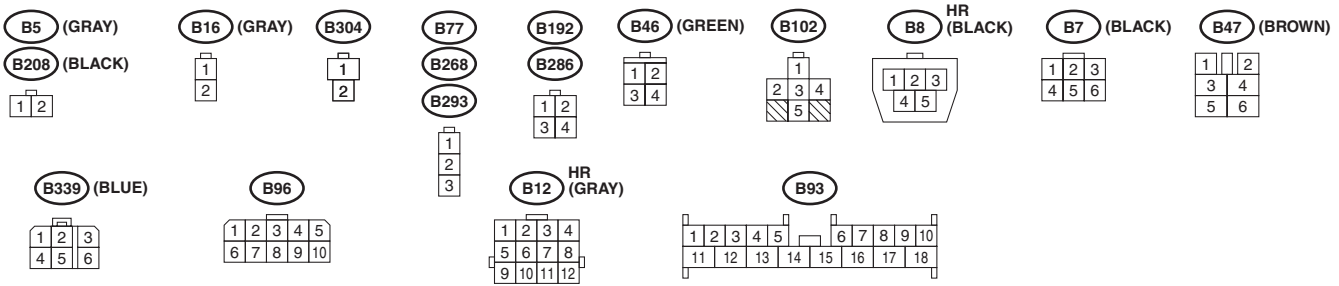 B5 (GRAY)
B208 (BLACK)
1 2
B16 (GRAY)
1
2
B304
1
2
B77
B268
B293
1
2
3
B192
B286
1 2
3 4
B46 (GREEN)
1 2
3 4
B102
1
2 3 4
5
B8 HR (BLACK)
1 2 3
4 5
B7 (BLACK)
1 2 3
4 5 6
B47 (BROWN)
1 2
3 4
5 6
B339 (BLUE)
1 2 3
4 5 6
B96
1 2 3 4 5
6 7 8 9 10
B12 HR (GRAY)
1 2 3 4
5 6 7 8
9 10 11 12
B93
1 2 3 4 5 6 7 8 9 10
11 12 13 14 15 16 17 18